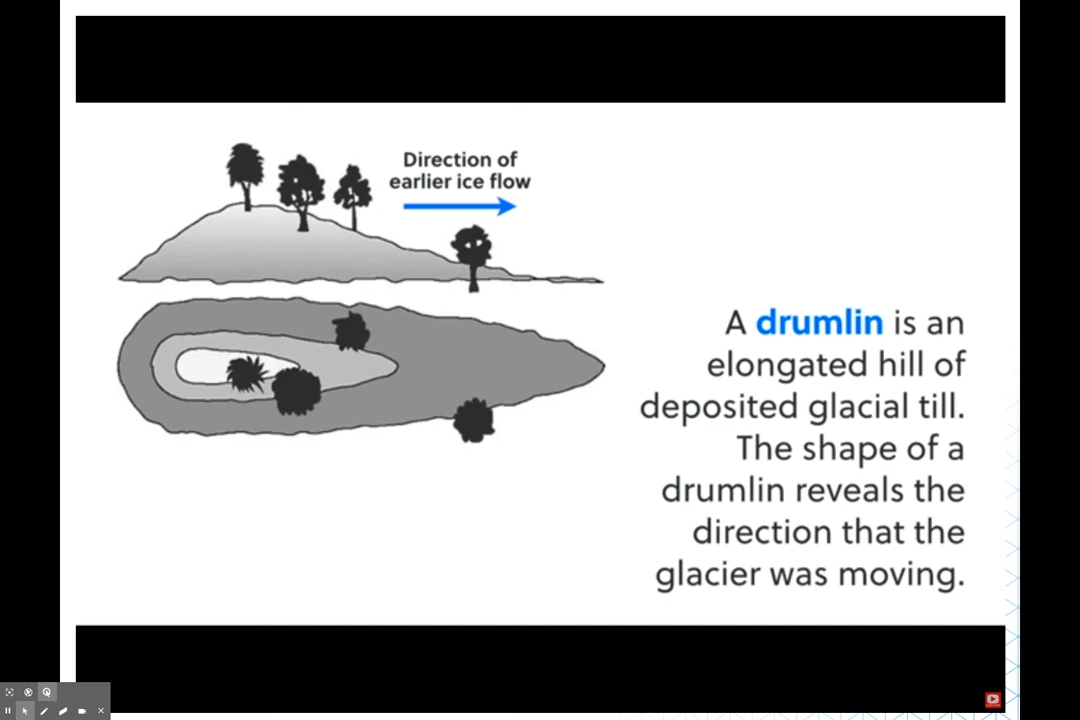 Direction of
earlier ice flow
A drumlin is an
elongated hill of
deposited glacial till.
The shape of a
drumlin reveals the
direction that the
glacier was moving.